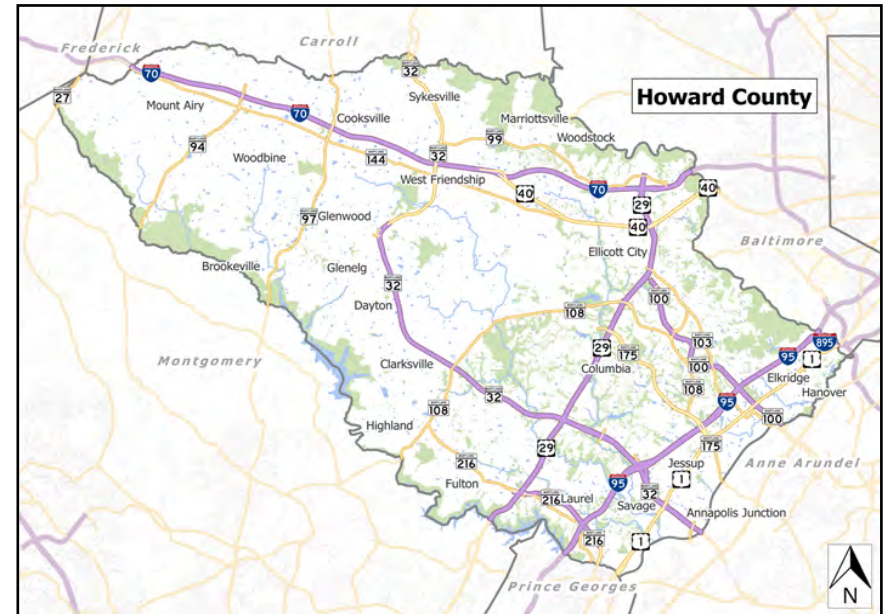 Carroll
Frederick
32
70
27
Mount Airy
70
Cooksville
Sykesville
Howard County
Marriottsville
Woodstock
94
99
Woodbine
144
32
West Friendship
40
70
40
97
Glenwood
29
40
Brookeville
Glenelg
Ellicott City
Baltimore
32
100
Dayton
108
103
895
Montgomery
29
175
95
1
Clarksville
Columbia
100
Elkridge
32
108
Hanover
108
95
100
Highland
29
175
216
Jessup
Anne Arundel
Fulton
95
1
216
Laurel
32
Savage
Annapolis Junction
216
1
Prince Georges
N